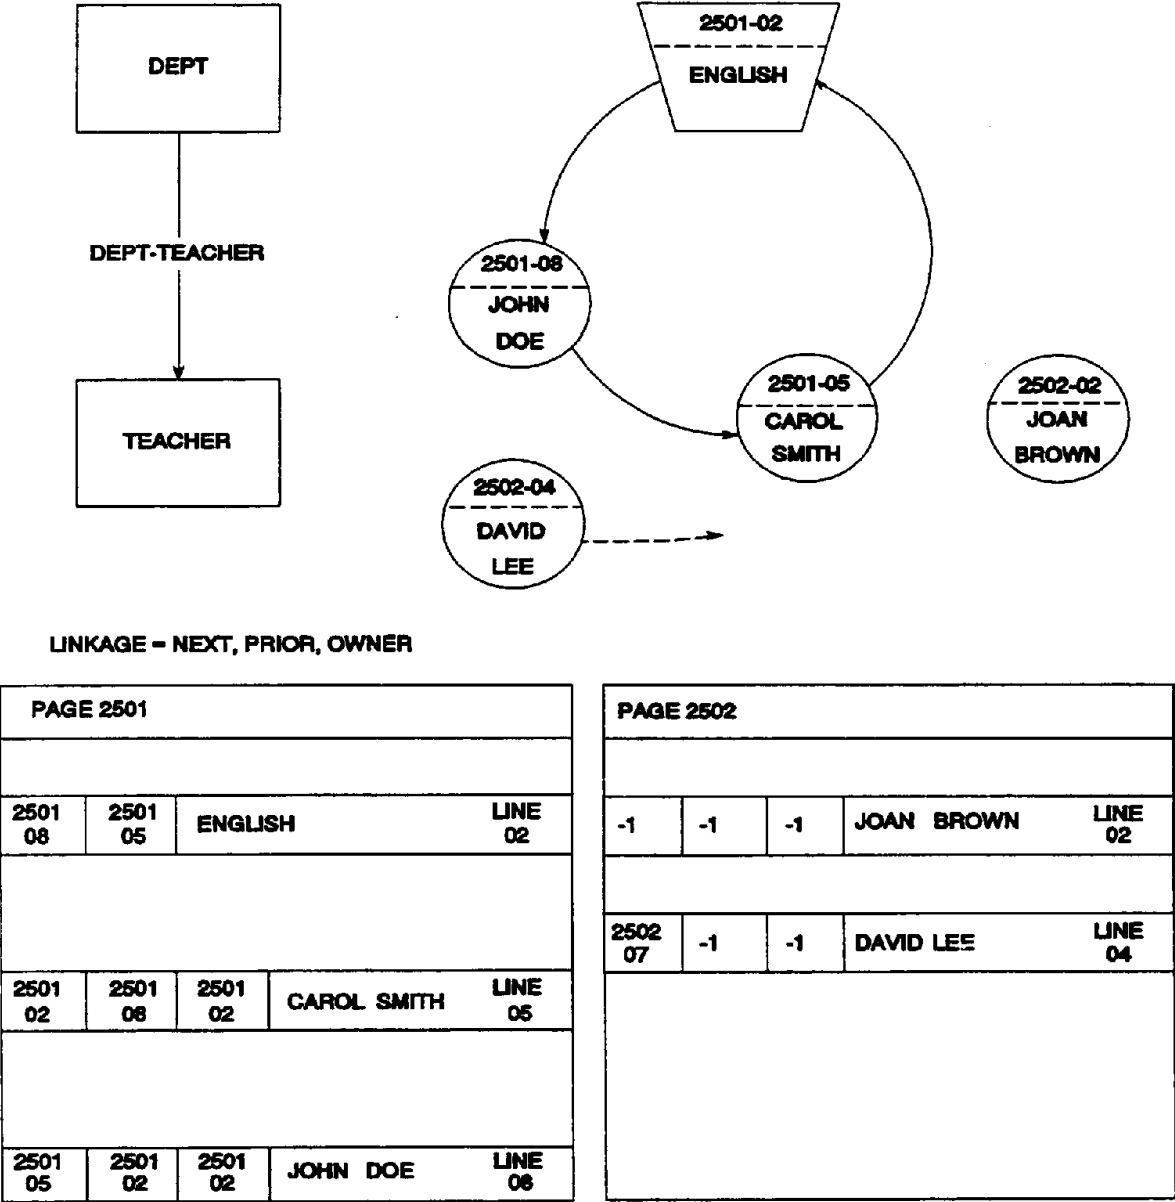 DEPT
DEPT-TEACHER
TEACHER
2501-02
ENGLISH
2501-08
JOHN
DOE
2501-05
CAROL
SMITH
2502-02
JOAN
BROWN
2502-04
DAVID
LEE
LINKAGE = NEXT, PRIOR, OWNER
PAGE 2501
2501
08
2501
05
ENGLISH
LINE
02
2501
02
2501
08
2501
02
CAROL SMITH
LINE
05
2501
05
2501
02
2501
02
JOHN DOE
LINE
08
PAGE 2502
-1
-1
-1
JOAN BROWN
LINE
02
2502
07
-1
-1
DAVID LEE
LINE
04